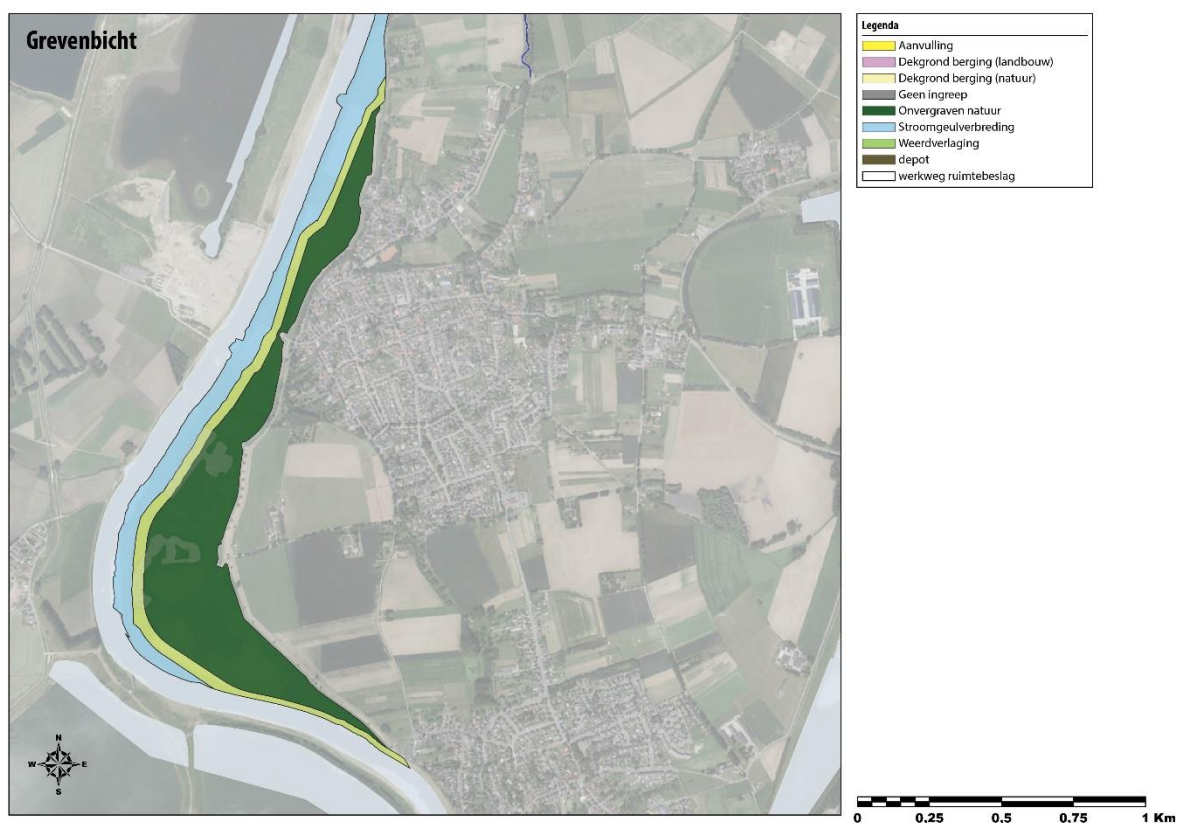 Grevenbicht
Legenda
Aanvulling
Dekgrond berging (landbouw)
Dekgrond berging (natuur)
Geen ingreep
Onvergraven natuur
Stroomgeulverbreding
Weerdverlaging
depot
werkweg ruimtebeslag
N
W E
S
0 0,25 0,5 0,75 1 Km